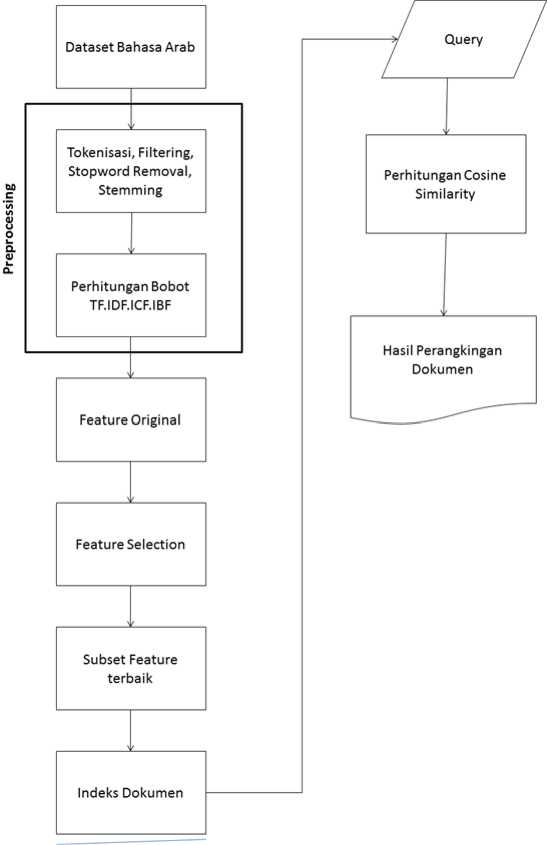 Dataset Bahasa Arab
Preprocessing
Tokenisasi, Filtering,
Stopword Removal,
Stemming
Perhitungan Bobot
TF.IDF.ICF.IBF
Feature Original
Feature Selection
Subset Feature
terbaik
Indeks Dokumen
Query
Perhitungan Cosine
Similarity
Hasil Perangkingan
Dokumen